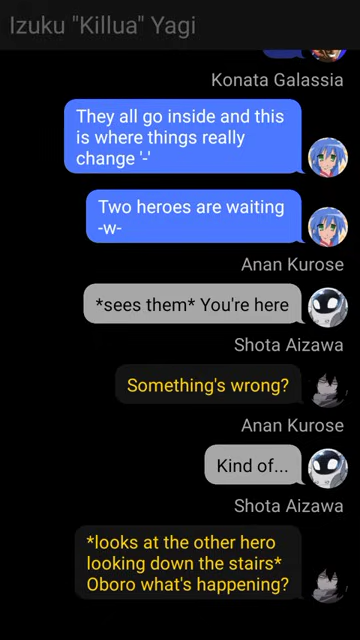 Izuku "Killua" Yagi
Konata Galassia
They all go inside and this
is where things really
change '-'
Two heroes are waiting
-w-
Anan Kurose
*sees them* You're here
Shota Aizawa
Something's wrong?
Anan Kurose
Kind of...
Shota Aizawa
*looks at the other hero
looking down the stairs*
Oboro what's happening?